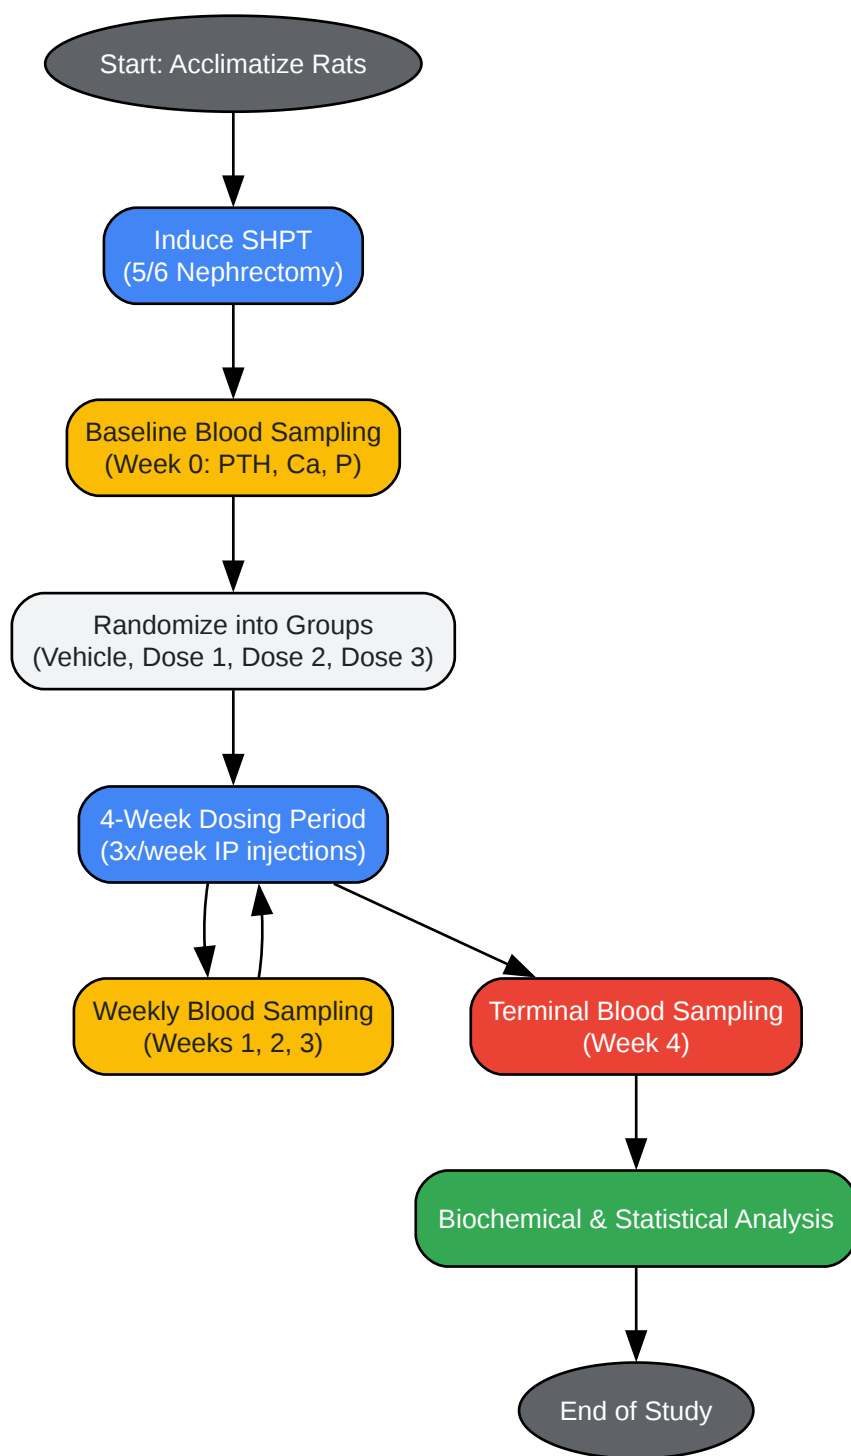 Start: Acclimatize Rats
Induce SHPT
(5/6 Nephrectomy)
Baseline Blood Sampling
(Week 0: PTH, Ca, P)
Randomize into Groups
(Vehicle, Dose 1, Dose 2, Dose 3)
4-Week Dosing Period
(3x/week IP injections)
Weekly Blood Sampling
(Weeks 1, 2, 3)
Terminal Blood Sampling
(Week 4)
Biochemical & Statistical Analysis
End of Study